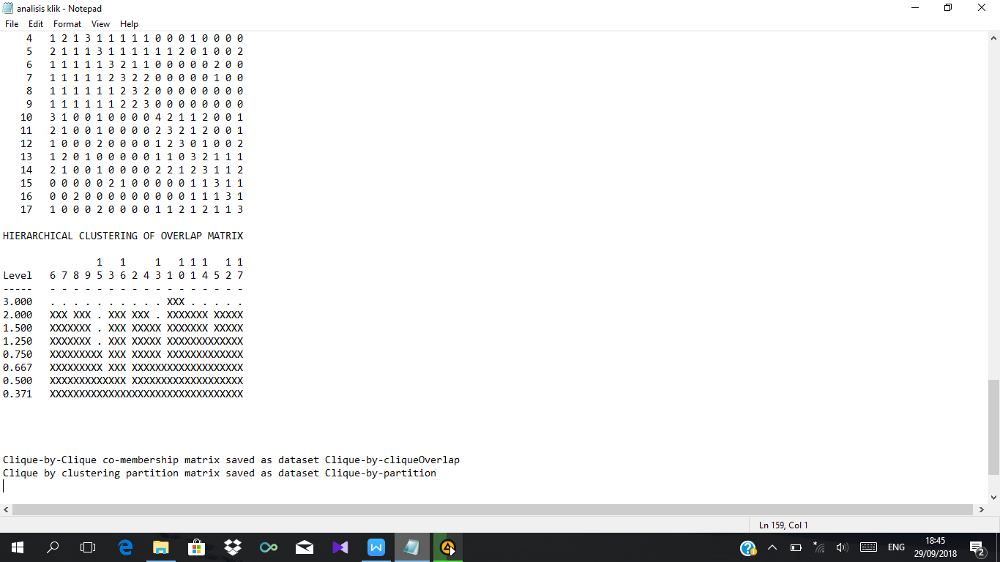 analisis klik - Notepad
File Edit Format View Help
4 1 2 1 3 1 1 1 1 1 0 0 0 1 0 0 0 0
5 2 1 1 1 3 1 1 1 1 1 1 2 0 1 0 0 2
6 1 1 1 1 1 3 2 1 1 0 0 0 0 0 2 0 0
7 1 1 1 1 1 2 3 2 2 0 0 0 0 0 1 0 0
8 1 1 1 1 1 1 2 3 2 0 0 0 0 0 0 0 0
9 1 1 1 1 1 1 2 2 3 0 0 0 0 0 0 0 0
10 3 1 0 0 1 0 0 0 0 4 2 1 1 2 0 0 1
11 2 1 0 0 1 0 0 0 0 2 3 2 1 2 0 0 1
12 1 0 0 0 2 0 0 0 0 1 2 3 0 1 0 0 2
13 1 2 0 1 0 0 0 0 0 1 1 0 3 2 1 1 1
14 2 1 0 0 1 0 0 0 0 2 2 1 2 3 1 1 2
15 0 0 0 0 0 2 1 0 0 0 0 0 1 1 3 1 1
16 0 0 2 0 0 0 0 0 0 0 0 0 1 1 1 3 1
17 1 0 0 0 2 0 0 0 0 1 1 2 1 2 1 1 3
HIERARCHICAL CLUSTERING OF OVERLAP MATRIX
1 1 1 1 1 1 1 1
Level 6 7 8 9 5 3 6 2 4 3 1 0 1 4 5 2 7
----- - - - - - - - - - - - - - - - - -
3.000 . . . . . . . . . . XXX . . . . .
2.000 XXX XXX . XXX XXX . XXXXXXX XXXXX
1.500 XXXXXXX . XXX XXXXX XXXXXXX XXXXX
1.250 XXXXXXX . XXX XXXXX XXXXXXXXXXXXX
0.750 XXXXXXXXX XXX XXXXX XXXXXXXXXXXXX
0.667 XXXXXXXXX XXX XXXXXXXXXXXXXXXXXXX
0.500 XXXXXXXXXXXXX XXXXXXXXXXXXXXXXXXX
0.371 XXXXXXXXXXXXXXXXXXXXXXXXXXXXXXXXX
Clique-by-Clique co-membership matrix saved as dataset Clique-by-cliqueOverlap
Clique by clustering partition matrix saved as dataset Clique-by-partition
Ln 159, Col 1
ENG
18:45
29/09/2018
2